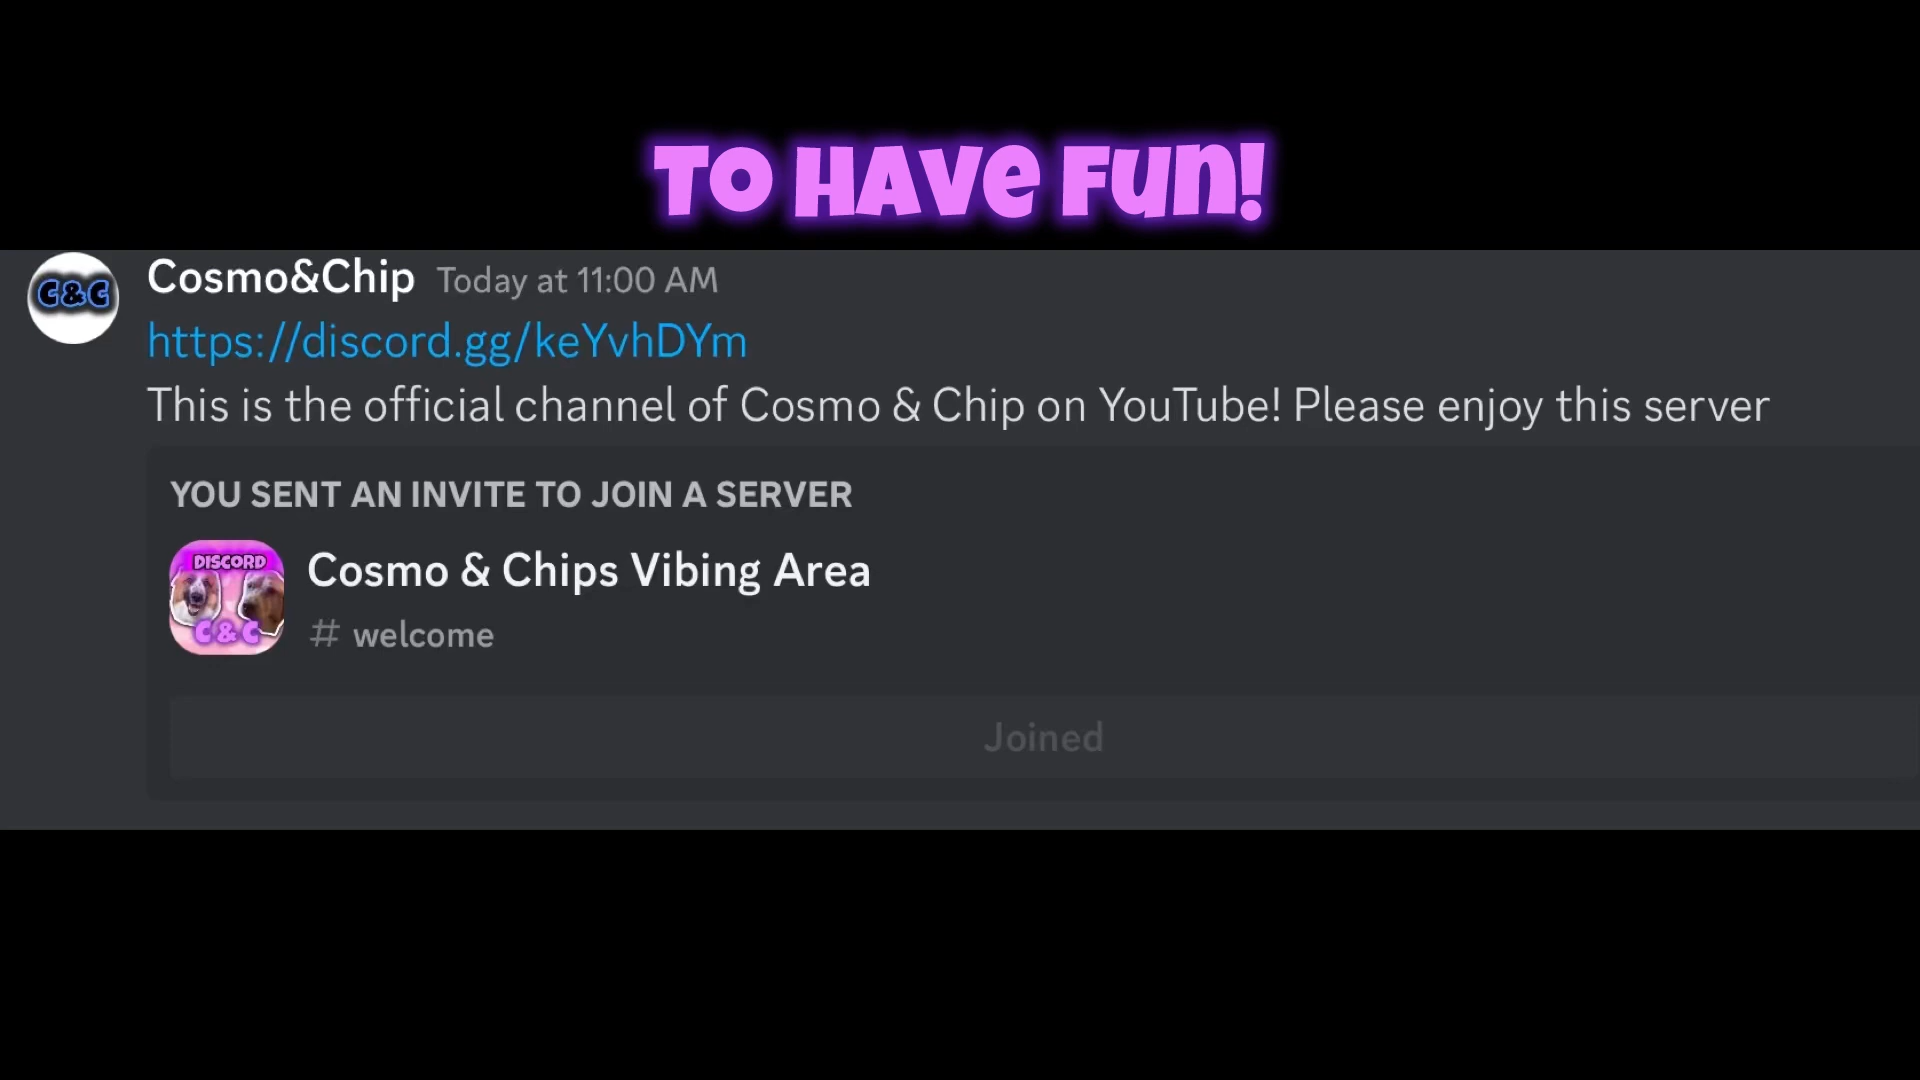 TO HAVE FUN!
Cosmo&Chip Today at 11:00 AM
C&C
https://discord.gg/keYvhDYm
This is the official channel of Cosmo & Chip on YouTube! Please enjoy this server
YOU SENT AN INVITE TO JOIN A SERVER
DISCORD
Cosmo & Chips Vibing Area
C & C
# welcome
Joined